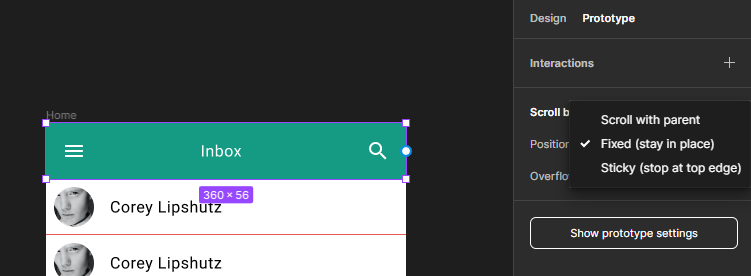 Design Prototype
Interactions
Home
Scroll b
Scroll with parent
Position
Fixed (stay in place)
Inbox
Overflow
Sticky (stop at top edge)
360 × 56
Corey Lipshutz
Show prototype settings
Corey Lipshutz